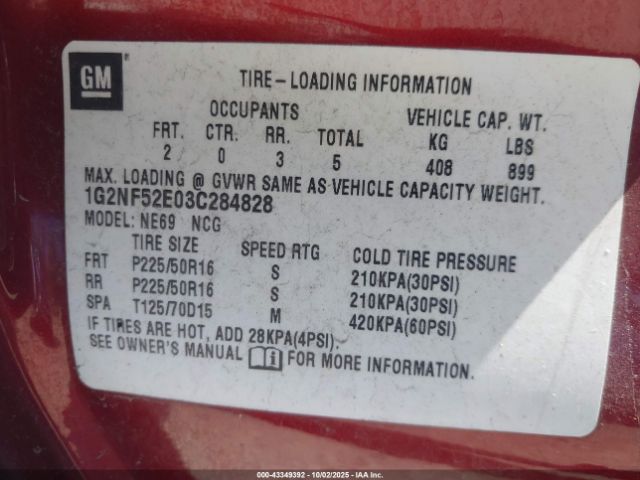 GM
TIRE-LOADING INFORMATION
OCCUPANTS VEHICLE CAP. WT.
FRT. CTR. RR. TOTAL KG LBS
2 0 3 5 408 899
MAX. LOADING @ GVWR SAME AS VEHICLE CAPACITY WEIGHT.
1G2NF52E03C284828
MODEL: NE69 NCG
TIRE SIZE SPEED RTG COLD TIRE PRESSURE
FRT P225/50R16 S 210KPA(30PSI)
RR P225/50R16 S 210KPA(30PSI)
SPA T125/70D15 M 420KPA(60PSI)
IF TIRES ARE HOT, ADD 28KPA(4PSI).
SEE OWNER'S MANUAL FOR MORE INFORMATION.
000-43349392 - 10/02/2025 - IAAI.COM